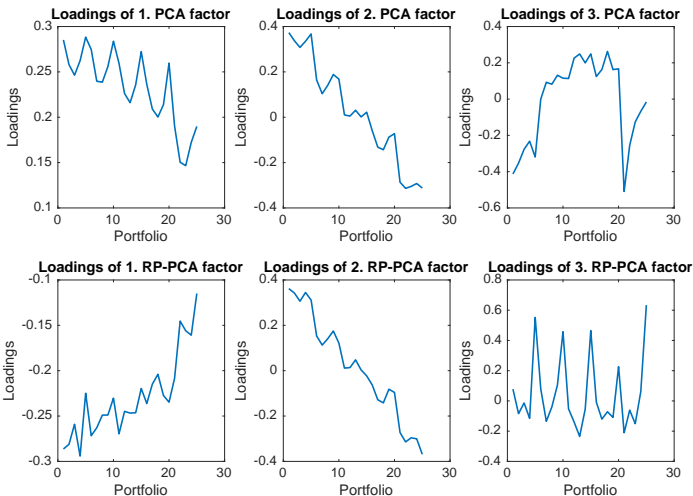 Loadings of 1. PCA factor
0.3
0.25
0.2
0.15
0.1
Loadings
0 10 20 30
Portfolio
Loadings of 2. PCA factor
0.4
0.2
0
-0.2
-0.4
Loadings
0 10 20 30
Portfolio
Loadings of 3. PCA factor
0.4
0.2
0
-0.2
-0.4
-0.6
Loadings
0 10 20 30
Portfolio
Loadings of 1. RP-PCA factor
-0.1
-0.15
-0.2
-0.25
-0.3
Loadings
0 10 20 30
Portfolio
Loadings of 2. RP-PCA factor
0.4
0.2
0
-0.2
-0.4
Loadings
0 10 20 30
Portfolio
Loadings of 3. RP-PCA factor
0.8
0.6
0.4
0.2
0
-0.2
-0.4
Loadings
0 10 20 30
Portfolio